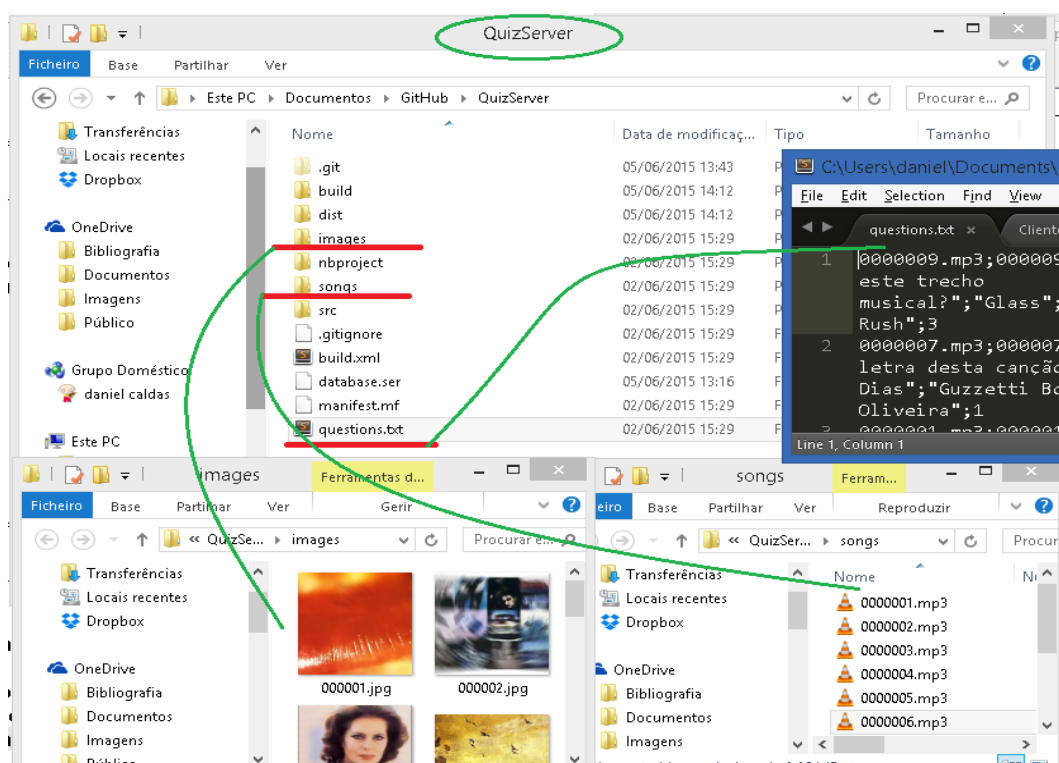 QuizServer
Ficheiro Base Partilhar Ver
Este PC Documentos GitHub QuizServer
Procurar e...
Nome Data de modificaç... Tipo Tamanho
Transferências
Locais recentes
Dropbox
OneDrive
Bibliografia
Documentos
Imagens
Público
Grupo Doméstico
daniel caldas
Este PC
.git 05/06/2015 13:43 P
build 05/06/2015 14:12 P
dist 05/06/2015 14:12 P
images 02/06/2015 15:29 P
nbproject 02/06/2015 15:29 P
songs 02/06/2015 15:29 P
src 02/06/2015 15:29 P
.gitignore 02/06/2015 15:29 F
build.xml 02/06/2015 15:29 F
database.ser 05/06/2015 13:16 F
manifest.mf 02/06/2015 15:29 F
questions.txt 02/06/2015 15:29 F
C:\Users\daniel\Documents\
File Edit Selection Find View
questions.txt × Client
1 0000009.mp3;000009
este trecho
musical?";"Glass";
Rush";3
2 0000007.mp3;000007
letra desta canção
Dias";"Guzzetti Bo
Oliveira";1
3 0000001.mp3;000001
Line 1, Column 1
images
Ferramentas d...
Ficheiro Base Partilhar Ver Gerir
« QuizSe... images
Procurar e...
Transferências
Locais recentes
Dropbox
OneDrive
Bibliografia
Documentos
Imagens
Público
000001.jpg 000002.jpg
songs
Ferram...
eiro Base Partilhar Ver Reproduzir
« QuizSer... songs
Procur
Transferências
Locais recentes
Dropbox
OneDrive
Bibliografia
Documentos
Imagens
Nome
0000001.mp3
0000002.mp3
0000003.mp3
0000004.mp3
0000005.mp3
0000006.mp3